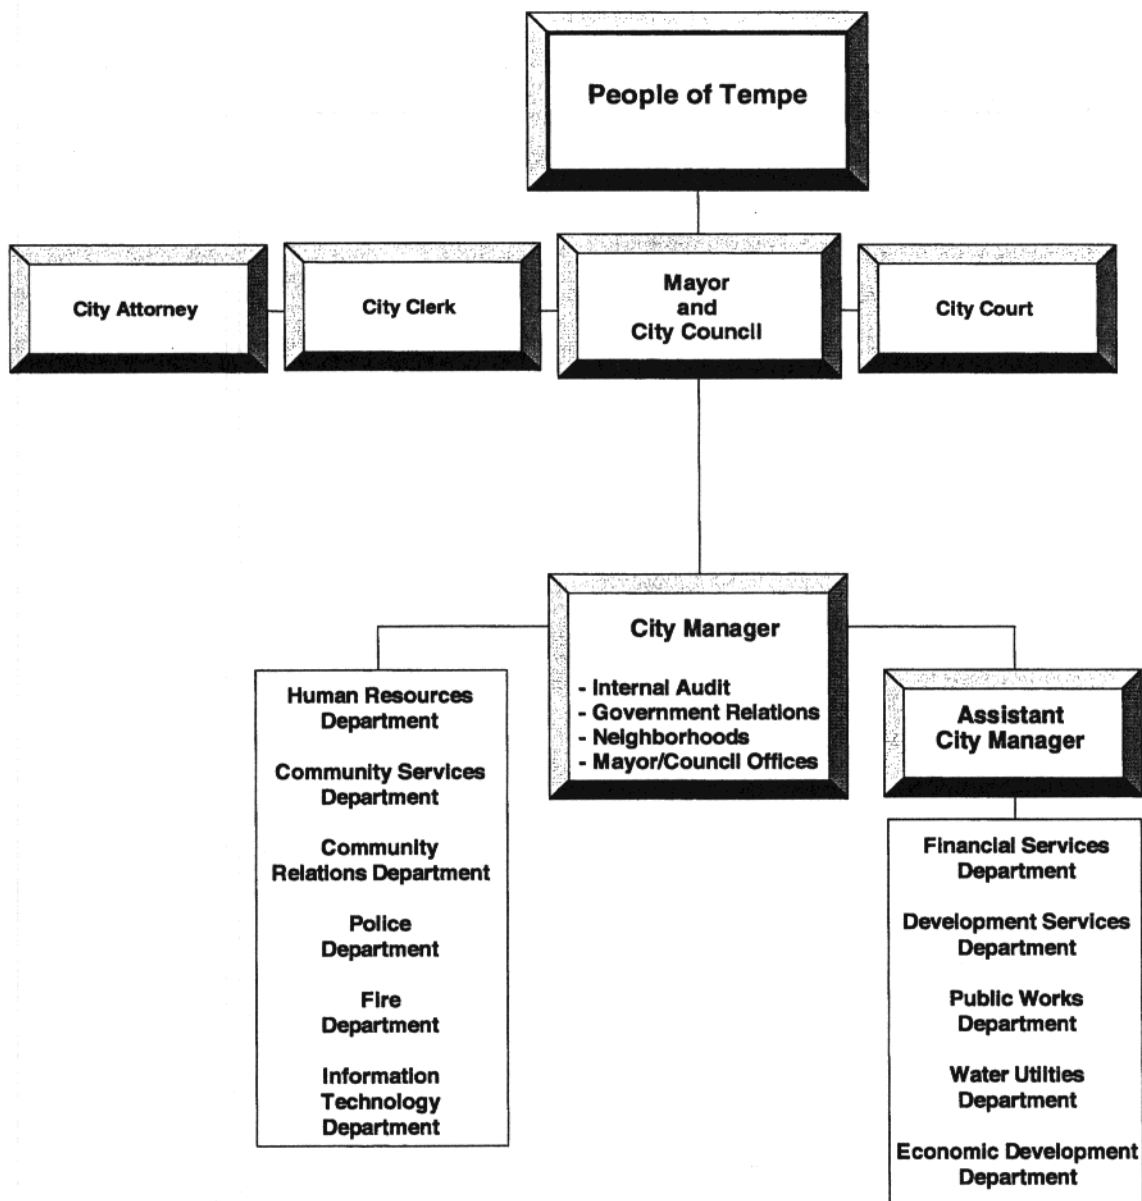 People of Tempe
City Attorney
City Clerk
Mayor
and
City Council
City Court
City Manager
- Internal Audit
- Government Relations
- Neighborhoods
- Mayor/Council Offices
Human Resources
Department
Community Services
Department
Community
Relations Department
Police
Department
Fire
Department
Information
Technology
Department
Assistant
City Manager
Financial Services
Department
Development Services
Department
Public Works
Department
Water Utilties
Department
Economic Development
Department